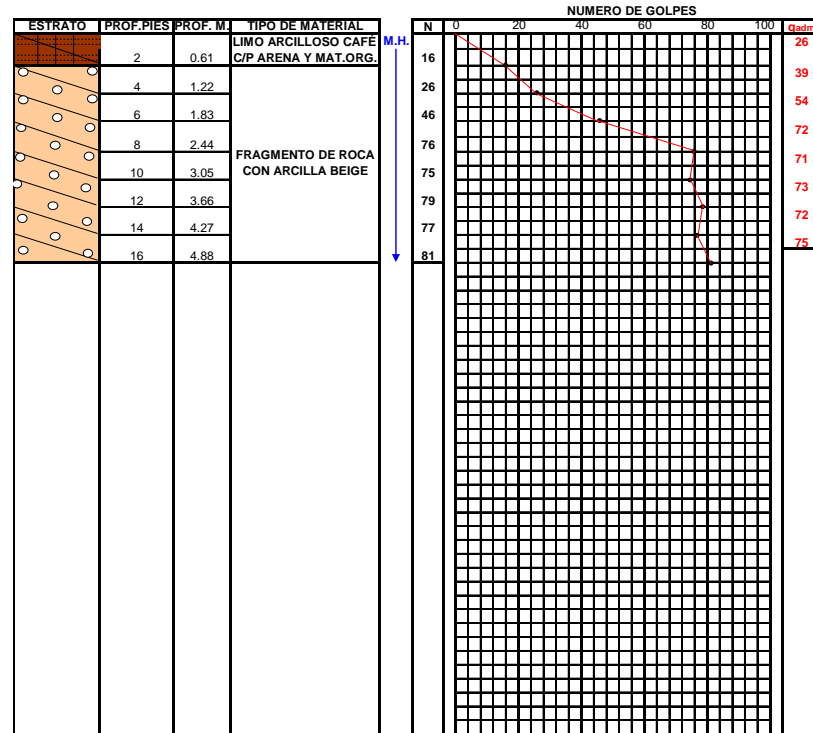 NUMERO DE GOLPES
ESTRATO PROF.PIES PROF. M. TIPO DE MATERIAL N 0 20 40 60 80 100 Qadm
LIMO ARCILLOSO CAFÉ M.H. 26
2 0.61 C/P ARENA Y MAT.ORG. 16
39
4 1.22 26
54
6 1.83 46
72
8 2.44 76
FRAGMENTO DE ROCA 71
10 3.05 CON ARCILLA BEIGE 75
73
12 3.66 79
72
14 4.27 77
75
16 4.88 81